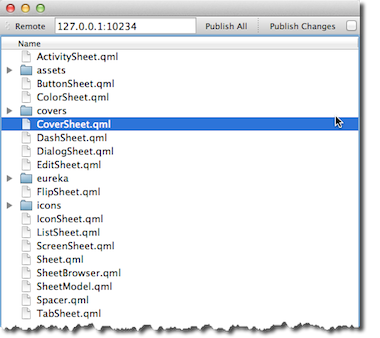 Remote 127.0.0.1:10234 Publish All Publish Changes
Name
ActivitySheet.qml
assets
ButtonSheet.qml
ColorSheet.qml
covers
CoverSheet.qml
DashSheet.qml
DialogSheet.qml
EditSheet.qml
eureka
FlipSheet.qml
icons
IconSheet.qml
ListSheet.qml
ScreenSheet.qml
Sheet.qml
SheetBrowser.qml
SheetModel.qml
Spacer.qml
TabSheet.qml